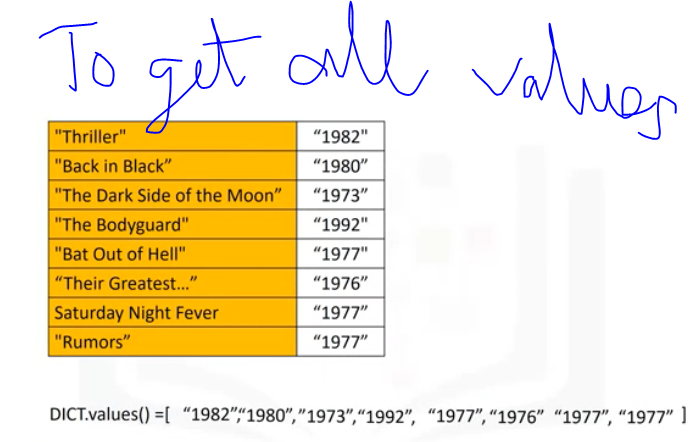 To get all values
"Thriller" “1982"
"Back in Black” “1980”
"The Dark Side of the Moon” “1973”
"The Bodyguard" “1992"
"Bat Out of Hell" “1977"
“Their Greatest...” “1976”
Saturday Night Fever “1977”
"Rumors” “1977”
DICT.values() =[ “1982”,“1980”,”1973”,“1992”, “1977”,“1976” “1977”, “1977” ]